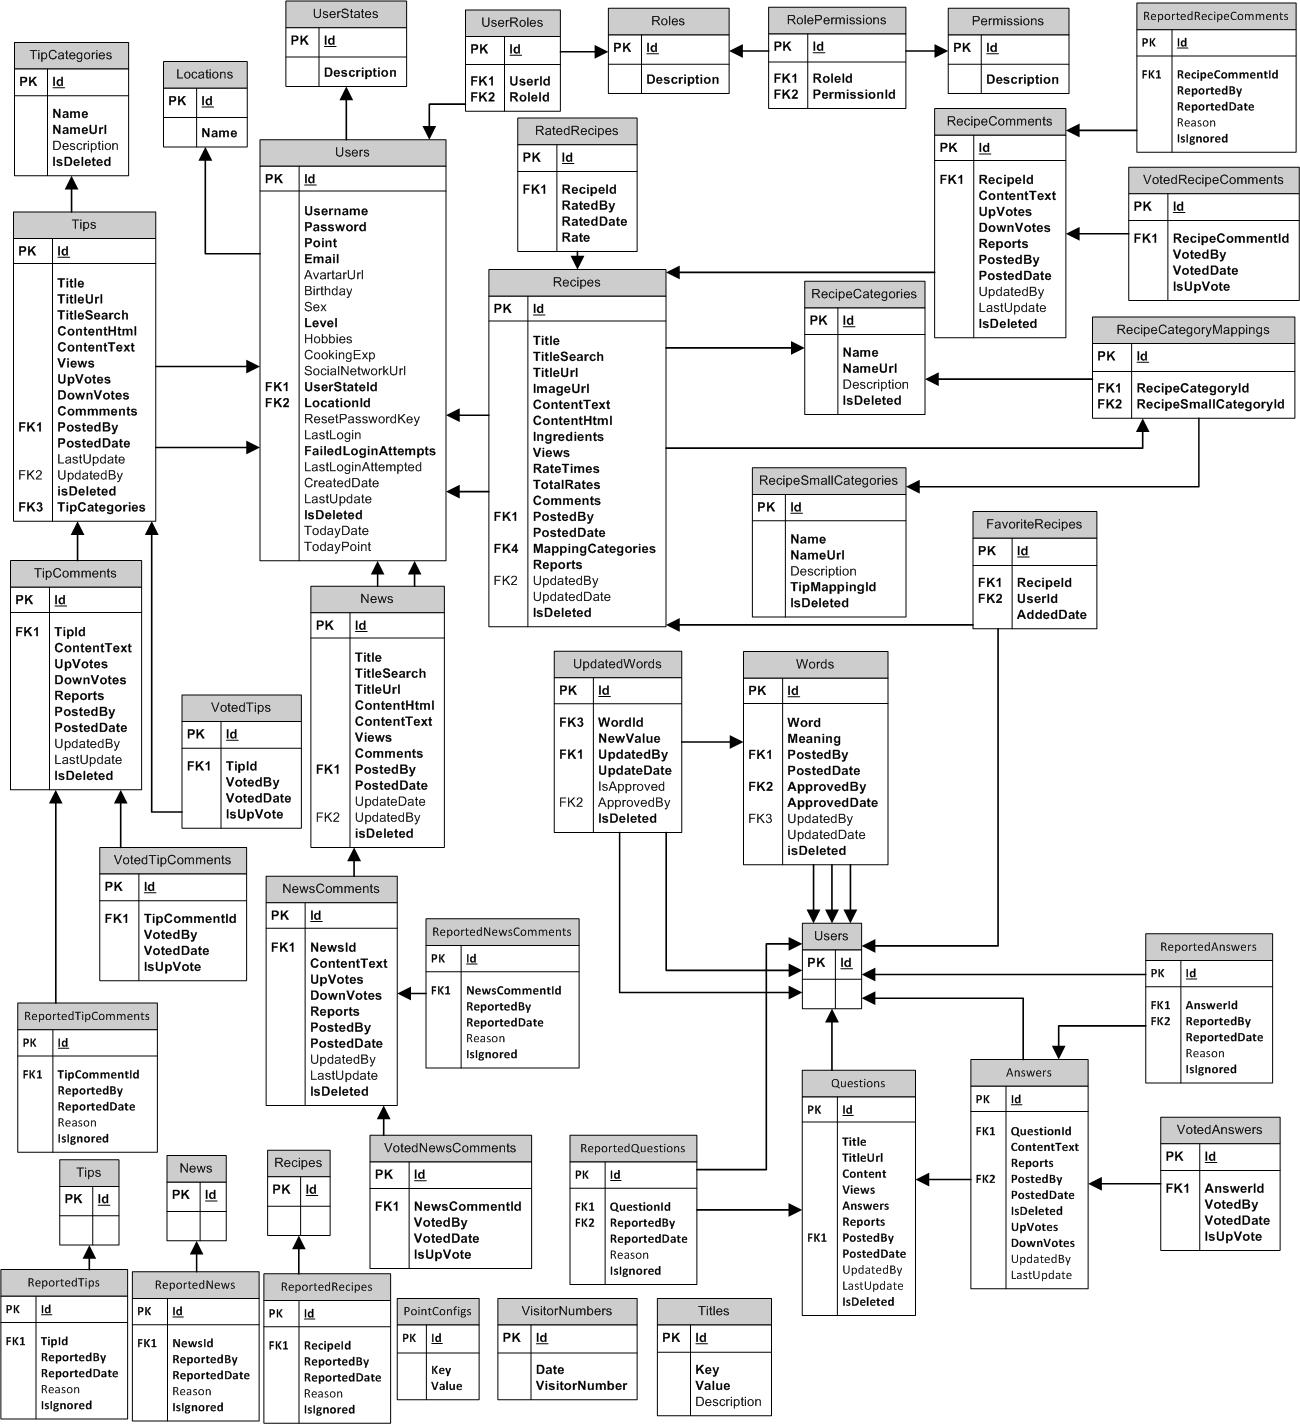 UserStates
PK Id
Description
UserRoles
PK Id
FK1 UserId
FK2 RoleId
Roles
PK Id
Description
RolePermissions
PK Id
FK1 RoleId
FK2 PermissionId
Permissions
PK Id
Description
ReportedRecipeComments
PK Id
FK1 RecipeCommentId
ReportedBy
ReportedDate
Reason
IsIgnored
TipCategories
PK Id
Name
NameUrl
Description
IsDeleted
Locations
PK Id
Name
Users
PK Id
Username
Password
Point
Email
AvartarUrl
Birthday
Sex
Level
Hobbies
CookingExp
SocialNetworkUrl
FK1 UserStateId
FK2 LocationId
ResetPasswordKey
LastLogin
FailedLoginAttempts
LastLoginAttempted
CreatedDate
LastUpdate
IsDeleted
TodayDate
TodayPoint
RatedRecipes
PK Id
FK1 RecipeId
RatedBy
RatedDate
Rate
RecipeComments
PK Id
FK1 RecipeId
ContentText
UpVotes
DownVotes
Reports
PostedBy
PostedDate
UpdatedBy
LastUpdate
IsDeleted
VotedRecipeComments
PK Id
FK1 RecipeCommentId
VotedBy
VotedDate
IsUpVote
Tips
PK Id
Title
TitleUrl
TitleSearch
ContentHtml
ContentText
Views
UpVotes
DownVotes
Commments
FK1 PostedBy
PostedDate
LastUpdate
FK2 UpdatedBy
isDeleted
FK3 TipCategories
Recipes
PK Id
Title
TitleSearch
TitleUrl
ImageUrl
ContentText
ContentHtml
Ingredients
Views
RateTimes
TotalRates
Comments
FK1 PostedBy
PostedDate
FK4 MappingCategories
Reports
FK2 UpdatedBy
UpdatedDate
IsDeleted
RecipeCategories
PK Id
Name
NameUrl
Description
IsDeleted
RecipeCategoryMappings
PK Id
FK1 RecipeCategoryId
FK2 RecipeSmallCategoryId
RecipeSmallCategories
PK Id
Name
NameUrl
Description
TipMappingId
IsDeleted
FavoriteRecipes
PK Id
FK1 RecipeId
FK2 UserId
AddedDate
TipComments
PK Id
FK1 TipId
ContentText
UpVotes
DownVotes
Reports
PostedBy
PostedDate
UpdatedBy
LastUpdate
IsDeleted
News
PK Id
Title
TitleSearch
TitleUrl
ContentHtml
ContentText
Views
Comments
FK1 PostedBy
PostedDate
UpdateDate
FK2 UpdatedBy
isDeleted
VotedTips
PK Id
FK1 TipId
VotedBy
VotedDate
IsUpVote
UpdatedWords
PK Id
FK3 WordId
NewValue
FK1 UpdatedBy
UpdateDate
IsApproved
FK2 ApprovedBy
IsDeleted
Words
PK Id
Word
Meaning
FK1 PostedBy
PostedDate
FK2 ApprovedBy
ApprovedDate
FK3 UpdatedBy
UpdatedDate
isDeleted
VotedTipComments
PK Id
FK1 TipCommentId
VotedBy
VotedDate
IsUpVote
NewsComments
PK Id
FK1 NewsId
ContentText
UpVotes
DownVotes
Reports
PostedBy
PostedDate
UpdatedBy
LastUpdate
IsDeleted
ReportedNewsComments
PK Id
FK1 NewsCommentId
ReportedBy
ReportedDate
Reason
IsIgnored
Users
PK Id
ReportedAnswers
PK Id
FK1 AnswerId
FK2 ReportedBy
ReportedDate
Reason
IsIgnored
ReportedTipComments
PK Id
FK1 TipCommentId
ReportedBy
ReportedDate
Reason
IsIgnored
Questions
PK Id
Title
TitleUrl
Content
Views
Answers
Reports
FK1 PostedBy
PostedDate
UpdatedBy
LastUpdate
IsDeleted
Answers
PK Id
FK1 QuestionId
ContentText
Reports
FK2 PostedBy
PostedDate
IsDeleted
UpVotes
DownVotes
UpdatedBy
LastUpdate
VotedAnswers
PK Id
FK1 AnswerId
VotedBy
VotedDate
IsUpVote
VotedNewsComments
PK Id
FK1 NewsCommentId
VotedBy
VotedDate
IsUpVote
ReportedQuestions
PK Id
FK1 QuestionId
FK2 ReportedBy
ReportedDate
Reason
IsIgnored
Tips
PK Id
News
PK Id
Recipes
PK Id
ReportedTips
PK Id
FK1 TipId
ReportedBy
ReportedDate
Reason
IsIgnored
ReportedNews
PK Id
FK1 NewsId
ReportedBy
ReportedDate
Reason
IsIgnored
ReportedRecipes
PK Id
FK1 RecipeId
ReportedBy
ReportedDate
Reason
IsIgnored
PointConfigs
PK Id
Key
Value
VisitorNumbers
PK Id
Date
VisitorNumber
Titles
PK Id
Key
Value
Description